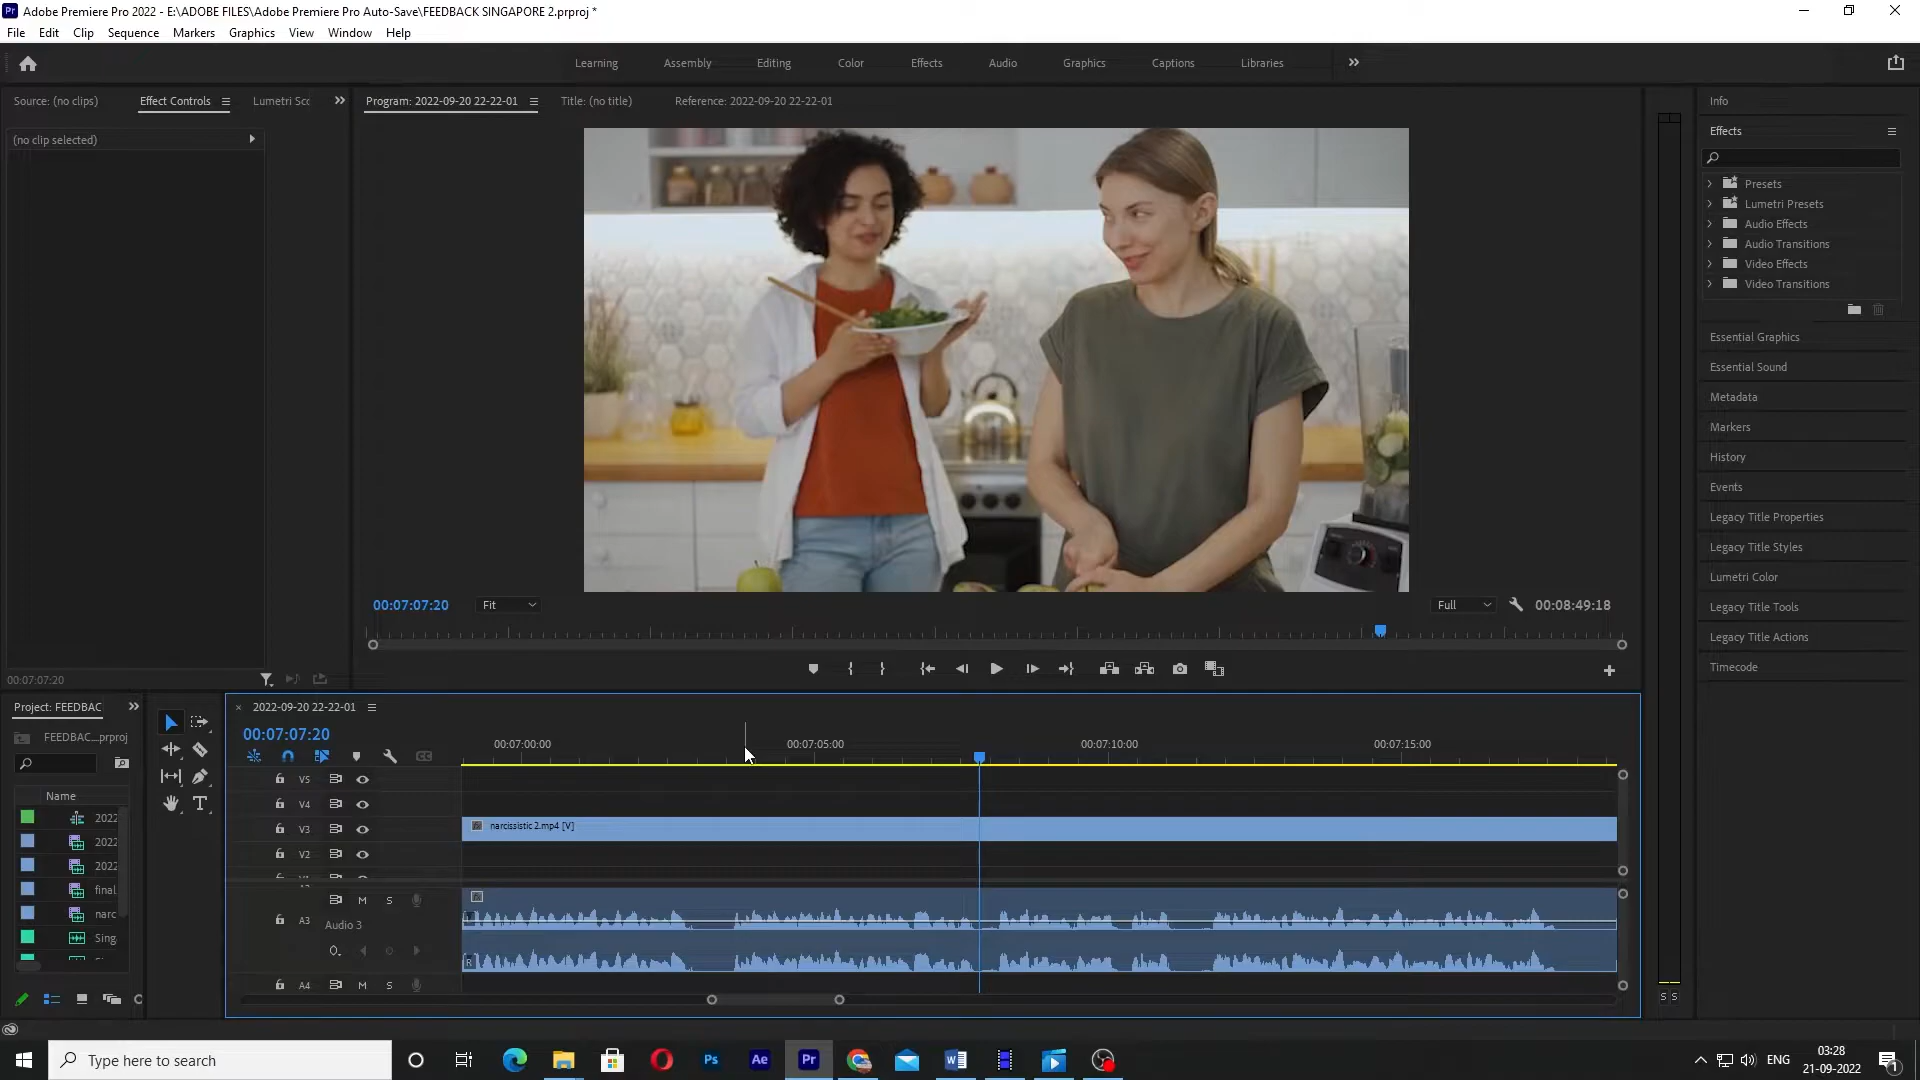 Adobe Premiere Pro 2022 - E:\ADOBE FILES\Adobe Premiere Pro Auto-Save\FEEDBACK SINGAPORE 2.prproj *
File Edit Clip Sequence Markers Graphics View Window Help
Learning Assembly Editing Color Effects Audio Graphics Captions Libraries
Source: (no clips) Effect Controls Lumetri Sco
Program: 2022-09-20 22-22-01 Title: (no title) Reference: 2022-09-20 22-22-01
(no clip selected)
00:07:07:20
Info
Effects
Presets
Lumetri Presets
Audio Effects
Audio Transitions
Video Effects
Video Transitions
Essential Graphics
Essential Sound
Metadata
Markers
History
Events
Legacy Title Properties
Legacy Title Styles
Lumetri Color
Legacy Title Tools
Legacy Title Actions
Timecode
00:07:07:20 Fit Full 00:08:49:18
Project: FEEDBAC
FEEDBAC...prproj
Name
2022
2022
2022
final
narc
Sing
2022-09-20 22-22-01
00:07:07:20
00:07:00:00 00:07:05:00 00:07:10:00 00:07:15:00
V5
V4
V3 narcissistic 2.mp4 [V]
V2
M S
A3
Audio 3
L
R
A4 M S
S S
Type here to search
Ps Ae Pr
ENG
03:28
21-09-2022
1